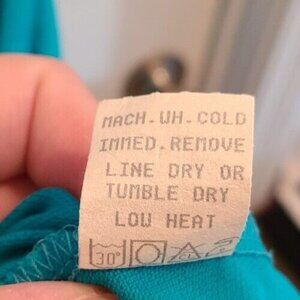 MACH.WH.COLD
IMMED.REMOVE
LINE DRY OR
TUMBLE DRY
LOW HEAT
30°